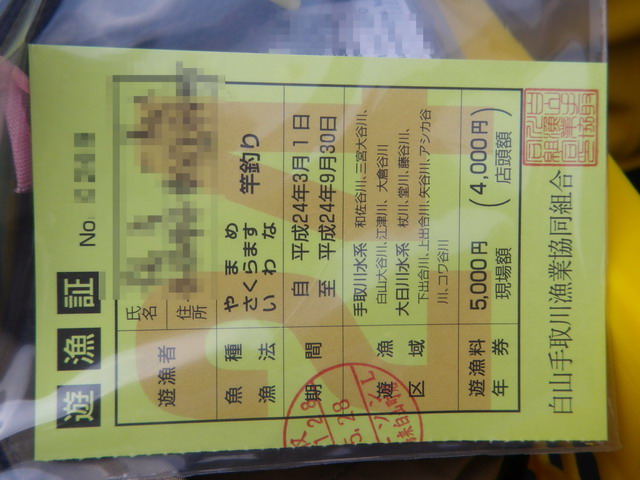 遊漁証
No.
遊漁者 氏名
住所
魚種 やまめ
さくらます
いわな
漁法 竿釣り
期間 自 平成24年3月1日
至 平成24年9月30日
遊漁区域 手取川水系 和佐谷川、三宮大谷川、
白山大谷川、江津川、大倉谷川
大日川水系 杖川、堂川、藤谷川、
下出合川、上出合川、矢谷川、アシカ谷
川、コワ谷川
遊漁料 年券 5,000円 (4,000円)
現場額 店頭額
白山手取川漁業協同組合